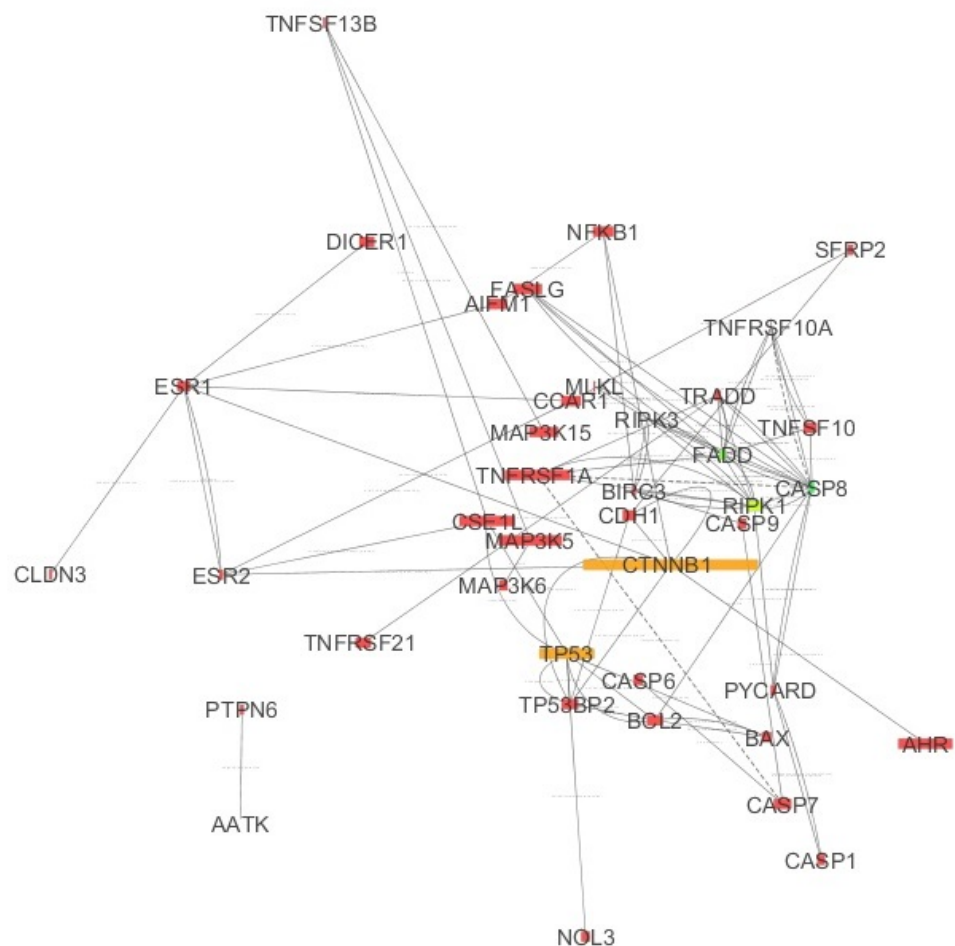 TNFSF13B
DICER1
NFKB1
SFRP2
FASLG
AIFM1
TNFRSF10A
ESR1
MLKL
CCAR1
TRADD
RIPK3
TNFSF10
MAP3K15
FADD
TNFRSF1A
CASP8
BIRC3
RIPK1
CDH1
CASP9
CSE1L
MAP3K5
CTNNB1
CLDN3
ESR2
MAP3K6
TNFRSF21
TP53
CASP6
PYCARD
TP53BP2
PTPN6
BCL2
BAX
AHR
CASP7
AATK
CASP1
NOL3